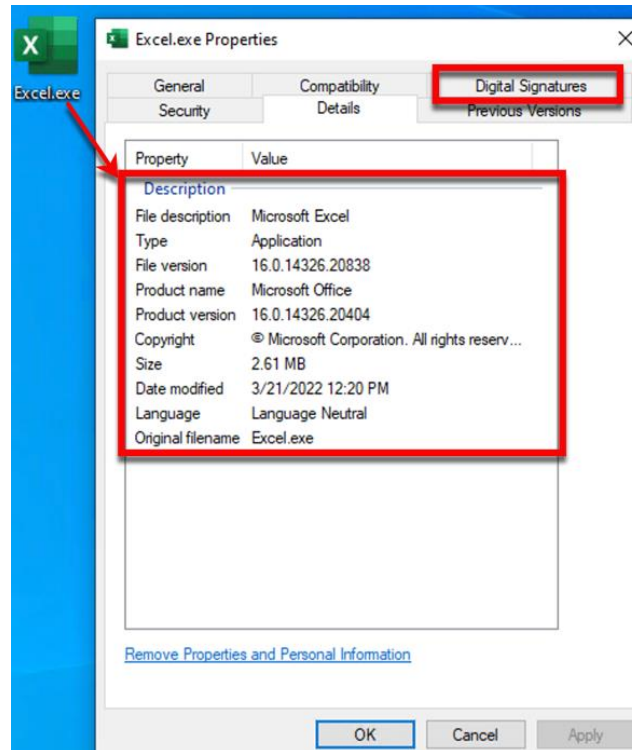 Excel.exe
Excel.exe Properties
General Compatibility Digital Signatures
Security Details Previous Versions
Property Value
Description
File description Microsoft Excel
Type Application
File version 16.0.14326.20838
Product name Microsoft Office
Product version 16.0.14326.20404
Copyright © Microsoft Corporation. All rights reserv...
Size 2.61 MB
Date modified 3/21/2022 12:20 PM
Language Language Neutral
Original filename Excel.exe
Remove Properties and Personal Information
OK Cancel Apply